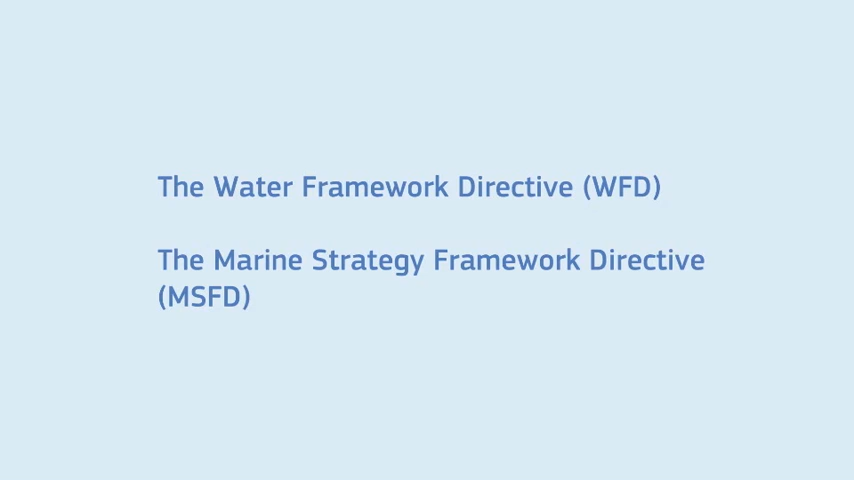 The Water Framework Directive (WFD)
The Marine Strategy Framework Directive
(MSFD)